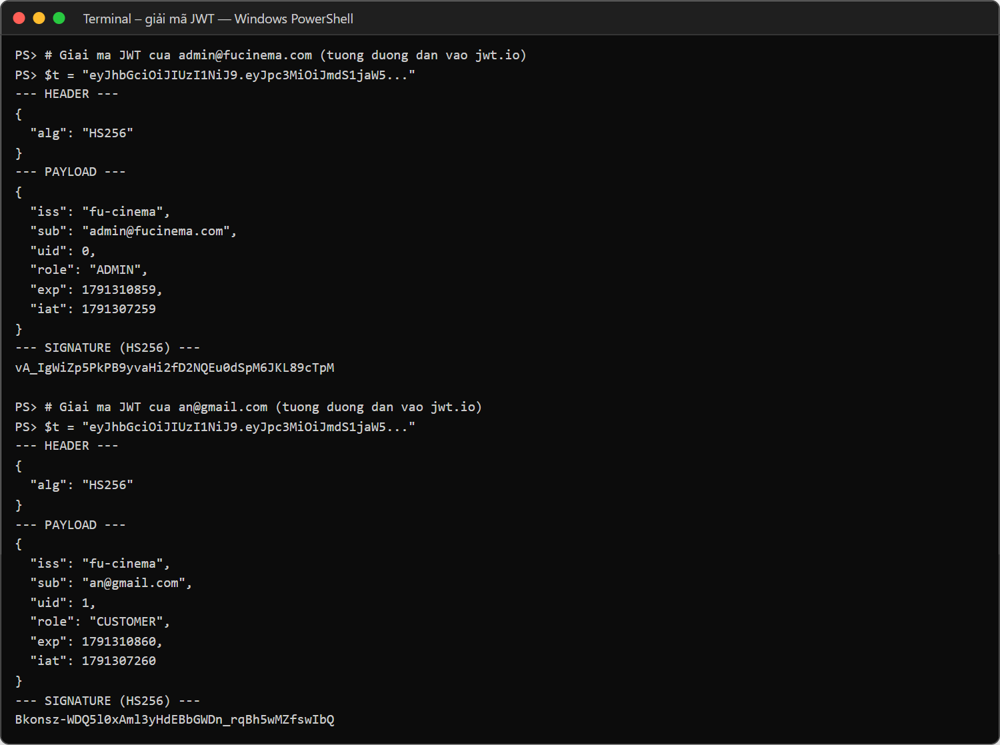 Terminal – giải mã JWT — Windows PowerShell
PS> # Giai ma JWT cua admin@fucinema.com (tuong duong dan vao jwt.io)
PS> $t = "eyJhbGciOiJIUzI1NiJ9.eyJpc3MiOiJmdS1jaW5..."
--- HEADER ---
{
  "alg": "HS256"
}
--- PAYLOAD ---
{
  "iss": "fu-cinema",
  "sub": "admin@fucinema.com",
  "uid": 0,
  "role": "ADMIN",
  "exp": 1791310859,
  "iat": 1791307259
}
--- SIGNATURE (HS256) ---
vA_IgWiZp5PkPB9yvaHi2fD2NQEu0dSpM6JKL89cTpM
PS> # Giai ma JWT cua an@gmail.com (tuong duong dan vao jwt.io)
PS> $t = "eyJhbGciOiJIUzI1NiJ9.eyJpc3MiOiJmdS1jaW5..."
--- HEADER ---
{
  "alg": "HS256"
}
--- PAYLOAD ---
{
  "iss": "fu-cinema",
  "sub": "an@gmail.com",
  "uid": 1,
  "role": "CUSTOMER",
  "exp": 1791310860,
  "iat": 1791307260
}
--- SIGNATURE (HS256) ---
Bkonsz-WDQ5l0xAml3yHdEBbGWDn_rqBh5wMZfswIbQ